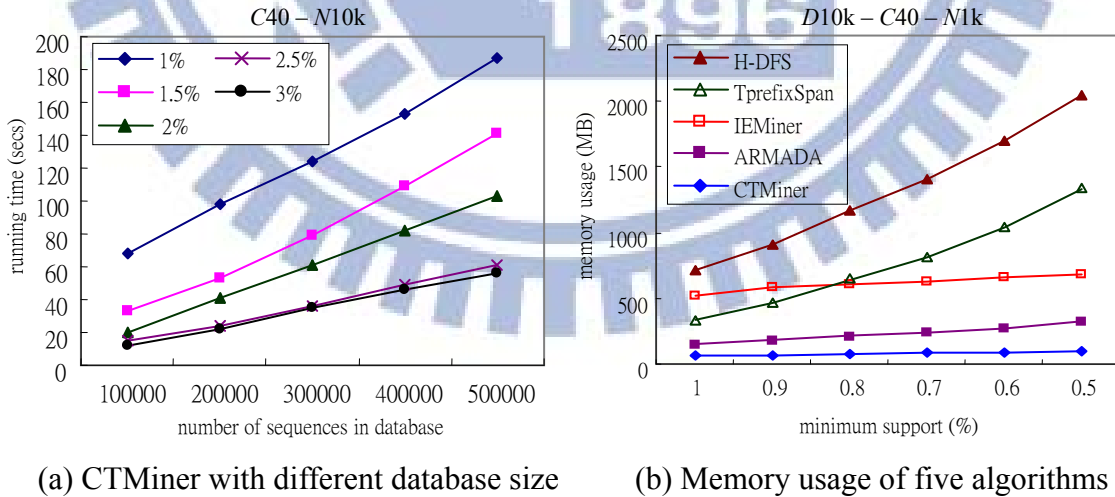 C40 – N10k
200
180
160
140
120
100
80
60
40
20
0
running time (secs)
1%
2.5%
1.5%
3%
2%
100000 200000 300000 400000 500000
number of sequences in database
(a) CTMiner with different database size
1896
D10k – C40 – N1k
2500
2000
1500
1000
500
0
memory usage (MB)
H-DFS
TprefixSpan
IEMiner
ARMADA
CTMiner
1 0.9 0.8 0.7 0.6 0.5
minimum support (%)
(b) Memory usage of five algorithms